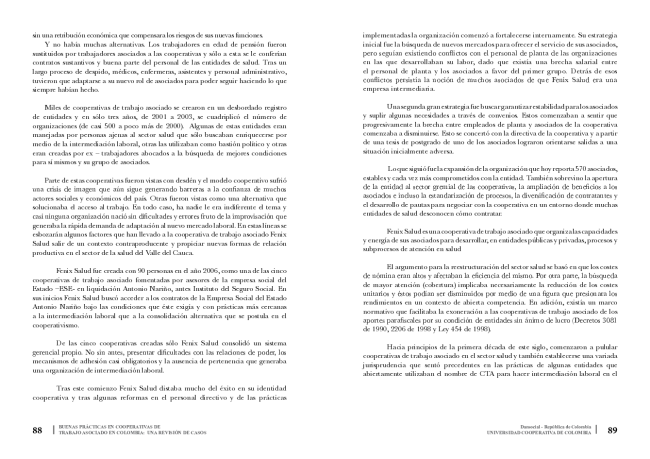 sin una retribución económica que compensara los riesgos de sus nuevas funciones.
Y no había muchas alternativas. Los trabajadores en edad de pensión fueron
sustituidos por trabajadores asociados a las cooperativas y sólo a esta se le conferían
contratos sustantivos y buena parte del personal de las entidades de salud. Tras un
largo proceso de despido, médicos, enfermeras, asistentes y personal administrativo,
tuvieron que adaptarse a su nuevo rol de asociados para poder seguir haciendo lo que
siempre habían hecho.
Miles de cooperativas de trabajo asociado se crearon en un desbordado registro
de entidades y en sólo tres años, de 2001 a 2003, se cuadruplicó el número de
organizaciones (de casi 500 a poco más de 2000). Algunas de estas entidades eran
manejadas por personas ajenas al sector salud que sólo buscaban enriquecerse por
medio de la intermediación laboral, otras las utilizaban como bastión político y otras
eran creadas por ex – trabajadores abocados a la búsqueda de mejores condiciones
para si mismos y su grupo de asociados.
Parte de estas cooperativas fueron vistas con desdén y el modelo cooperativo sufrió
una crisis de imagen que aún sigue generando barreras a la confianza de muchos
actores sociales y económicos del país. Otras fueron vistas como una alternativa que
solucionaba el acceso al trabajo. En todo caso, ha nadie le era indiferente el tema y
casi ninguna organización nació sin dificultades y errores fruto de la improvisación que
generaba la rápida demanda de adaptación al nuevo mercado laboral. En estas líneas se
esbozarán algunos factores que han llevado a la cooperativa de trabajo asociado Fenix
Salud salir de un contexto contraproducente y propiciar nuevas formas de relación
productiva en el sector de la salud del Valle del Cauca.
Fenix Salud fue creada con 90 personas en el año 2006, como una de las cinco
cooperativas de trabajo asociado fomentadas por asesores de la empresa social del
Estado –ESE- en liquidación Antonio Nariño, antes Instituto del Seguro Social. En
sus inicios Fenix Salud buscó acceder a los contratos de la Empresa Social del Estado
Antonio Nariño bajo las condiciones que éste exigía y con prácticas más cercanas
a la intermediación laboral que a la consolidación alternativa que se postula en el
cooperativismo.
De las cinco cooperativas creadas sólo Fenix Salud consolidó un sistema
gerencial propio. No sin antes, presentar dificultades con las relaciones de poder, los
mecanismos de adhesión casi obligatorios y la ausencia de pertenencia que generaba
una organización de intermediación laboral.
Tras este comienzo Fenix Salud distaba mucho del éxito en su identidad
cooperativa y tras algunas reformas en el personal directivo y de las prácticas
88
BUENAS PRÁCTICAS EN COOPERATIVAS DE
TRABAJO ASOCIADO EN COLOMBIA: UNA REVISIÓN DE CASOS
implementadas la organización comenzó a fortalecerse internamente. Su estrategia
inicial fue la búsqueda de nuevos mercados para ofrecer el servicio de sus asociados,
pero seguían existiendo conflictos con el personal de planta de las organizaciones
en las que desarrollaban su labor, dado que existía una brecha salarial entre
el personal de planta y los asociados a favor del primer grupo. Detrás de esos
conflictos persistía la noción de muchos asociados de que Fenix Salud era una
empresa intermediaria.
Una segunda gran estrategia fue buscar garantizar estabilidad para los asociados
y suplir algunas necesidades a través de convenios. Estos comenzaban a sentir que
progresivamente la brecha entre empleados de planta y asociados de la cooperativa
comenzaba a disminuirse. Esto se concertó con la directiva de la cooperativa y a partir
de una tesis de postgrado de uno de los asociados lograron orientarse salidas a una
situación inicialmente adversa.
Lo que siguió fue la expansión de la organización que hoy reporta 570 asociados,
estables y cada vez más comprometidos con la entidad. También sobrevino la apertura
de la entidad al sector gremial de las cooperativas, la ampliación de beneficios a los
asociados e incluso la estandarización de procesos, la diversificación de contratantes y
el desarrollo de pautas para negociar con la cooperativa en un entorno donde muchas
entidades de salud desconocen cómo contratar.
Fenix Salud es una cooperativa de trabajo asociado que organiza las capacidades
y energía de sus asociados para desarrollar, en entidades públicas y privadas, procesos y
subprocesos de atención en salud
El argumento para la reestructuración del sector salud se basó en que los costes
de nómina eran altos y afectaban la eficiencia del mismo. Por otra parte, la búsqueda
de mayor atención (cobertura) implicaba necesariamente la reducción de los costes
unitarios y éstos podían ser disminuidos por medio de una figura que presionara los
rendimientos en un contexto de abierta competencia. En adición, existía un marco
normativo que facilitaba la exoneración a las cooperativas de trabajo asociado de los
aportes parafiscales por su condición de entidades sin ánimo de lucro (Decretos 3081
de 1990, 2206 de 1998 y Ley 454 de 1998).
Hacia principios de la primera década de este siglo, comenzaron a pulular
cooperativas de trabajo asociado en el sector salud y también establecerse una variada
jurisprudencia que sentó precedentes en las prácticas de algunas entidades que
abiertamente utilizaban el nombre de CTA para hacer intermediación laboral en el
Dansocial - República de Colombia
UNIVERSIDAD COOPERATIVA DE COLOMBIA
89